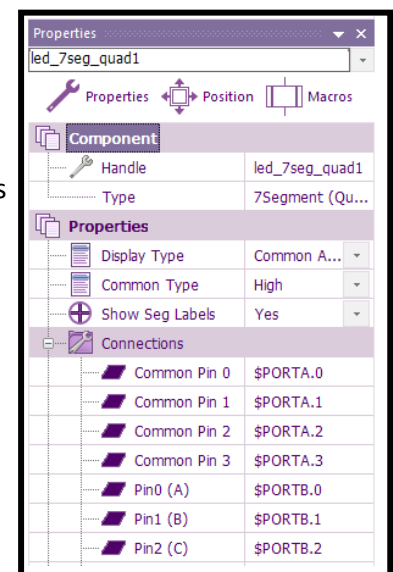 Properties
led_7seg_quad1
Properties Position Macros
Component
Handle led_7seg_quad1
s
Type 7Segment (Qu...
Properties
Display Type Common A...
Common Type High
Show Seg Labels Yes
Connections
Common Pin 0 $PORTA.0
Common Pin 1 $PORTA.1
Common Pin 2 $PORTA.2
Common Pin 3 $PORTA.3
Pin0 (A) $PORTB.0
Pin1 (B) $PORTB.1
Pin2 (C) $PORTB.2